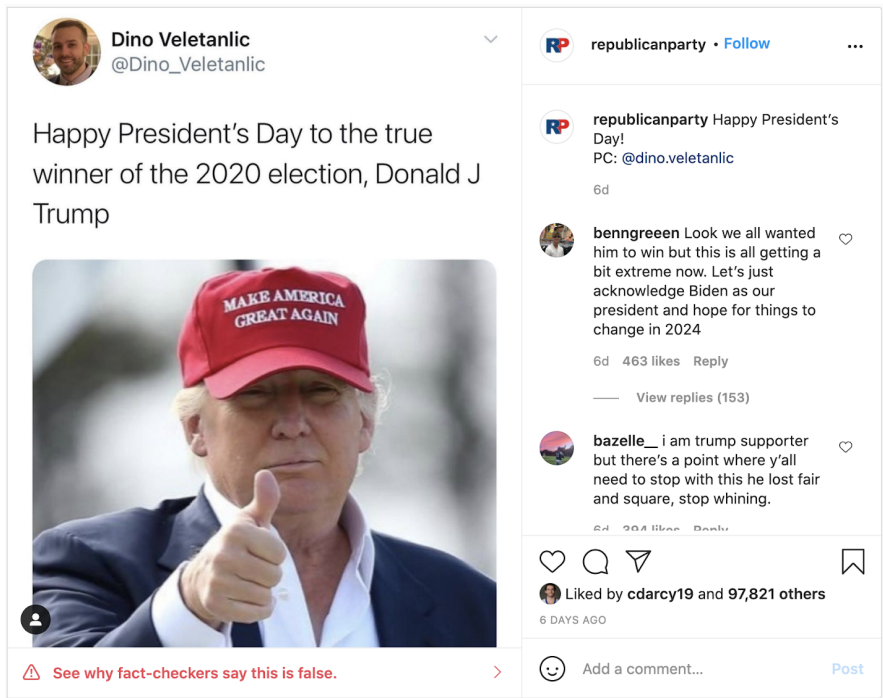 Dino Veletanlic
@Dino_Veletanlic
Happy President's Day to the true
winner of the 2020 election, Donald J
Trump
MAKE AMERICA
GREAT AGAIN
See why fact-checkers say this is false.
RP
republicanparty • Follow
RP
republicanparty Happy President's
Day!
PC: @dino.veletanlic
6d
benngreeen Look we all wanted
him to win but this is all getting a
bit extreme now. Let's just
acknowledge Biden as our
president and hope for things to
change in 2024
6d 463 likes Reply
View replies (153)
bazelle__ i am trump supporter
but there's a point where y'all
need to stop with this he lost fair
and square, stop whining.
6d 394 likes Reply
Liked by cdarcy19 and 97,821 others
6 DAYS AGO
Add a comment... Post